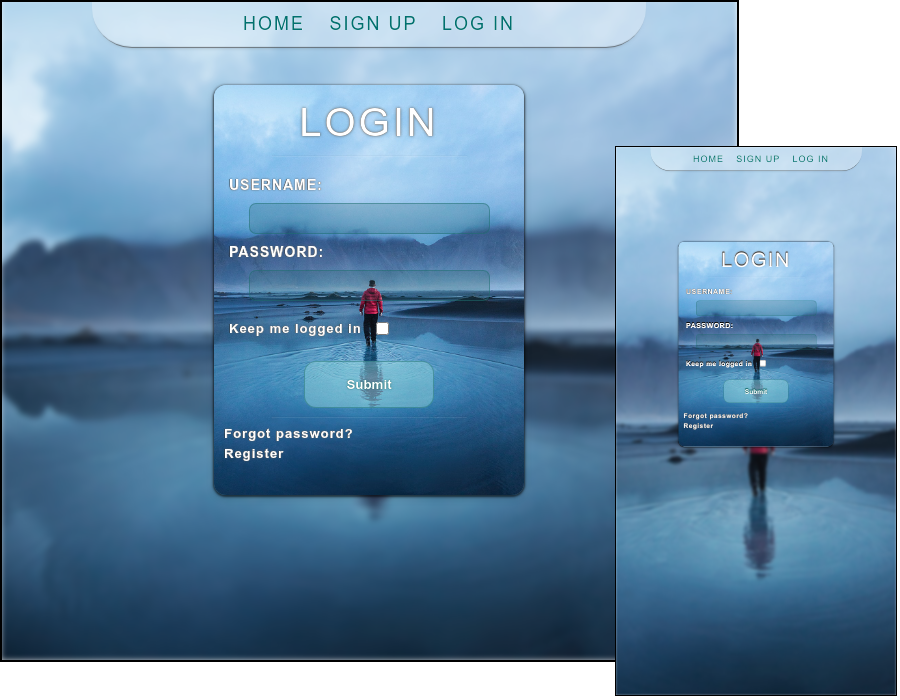 HOME SIGN UP LOG IN
LOGIN
USERNAME:
PASSWORD:
Keep me logged in
Submit
Forgot password?
Register
HOME SIGN UP LOG IN
LOGIN
USERNAME:
PASSWORD:
Keep me logged in
Submit
Forgot password?
Register